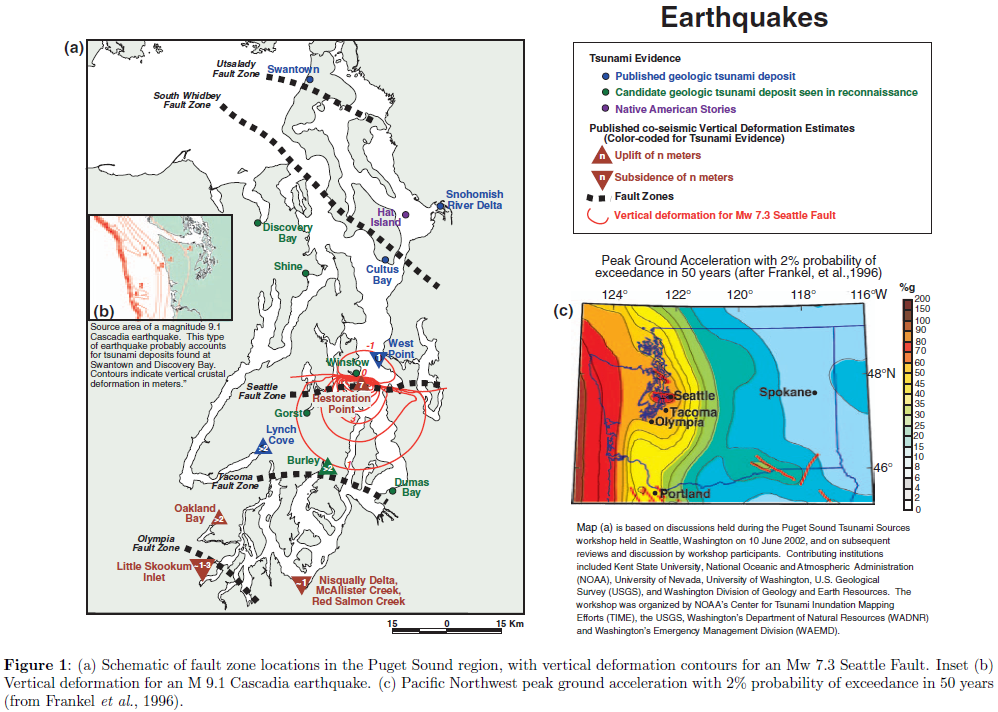 Earthquakes
(a)
Utsalady
Fault Zone
Swantown
South Whidbey
Fault Zone
Snohomish
River Delta
Hat
Island
Discovery
Bay
Shine
Cultus
Bay
(b)
Source area of a magnitude 9.1
Cascadia earthquake. This type
of earthquake probably accounts
for tsunami deposits found at
Swantown and Discovery Bay.
Contours indicate vertical crustal
deformation in meters."
-1
West
Point
Winslow
0
Seattle
Fault Zone
7
Restoration
Point
Gorst
Lynch
Cove
Burley
Tacoma
Fault Zone
Dumas
Bay
Oakland
Bay
Olympia
Fault Zone
Little Skookum
Inlet
-1-3
-1
Nisqually Delta,
McAllister Creek,
Red Salmon Creek
15 0 15 Km
Tsunami Evidence
Published geologic tsunami deposit
Candidate geologic tsunami deposit seen in reconnaissance
Native American Stories
Published co-seismic Vertical Deformation Estimates
(Color-coded for Tsunami Evidence)
n Uplift of n meters
n Subsidence of n meters
Fault Zones
Vertical deformation for Mw 7.3 Seattle Fault
Peak Ground Acceleration with 2% probability of
exceedance in 50 years (after Frankel, et al.,1996)
(c)
124° 122° 120° 118° 116°W
48°N
46°
Seattle
Tacoma
Olympia
Spokane
Portland
%g
200
150
100
90
80
70
60
50
45
40
35
30
25
20
15
10
8
6
4
2
0
Map (a) is based on discussions held during the Puget Sound Tsunami Sources
workshop held in Seattle, Washington on 10 June 2002, and on subsequent
reviews and discussion by workshop participants. Contributing institutions
included Kent State University, National Oceanic and Atmospheric Administration
(NOAA), University of Nevada, University of Washington, U.S. Geological
Survey (USGS), and Washington Division of Geology and Earth Resources. The
workshop was organized by NOAA's Center for Tsunami Inundation Mapping
Efforts (TIME), the USGS, Washington's Department of Natural Resources (WADNR)
and Washington's Emergency Management Division (WAEMD).
Figure 1: (a) Schematic of fault zone locations in the Puget Sound region, with vertical deformation contours for an Mw 7.3 Seattle Fault. Inset (b)
Vertical deformation for an M 9.1 Cascadia earthquake. (c) Pacific Northwest peak ground acceleration with 2% probability of exceedance in 50 years
(from Frankel et al., 1996).